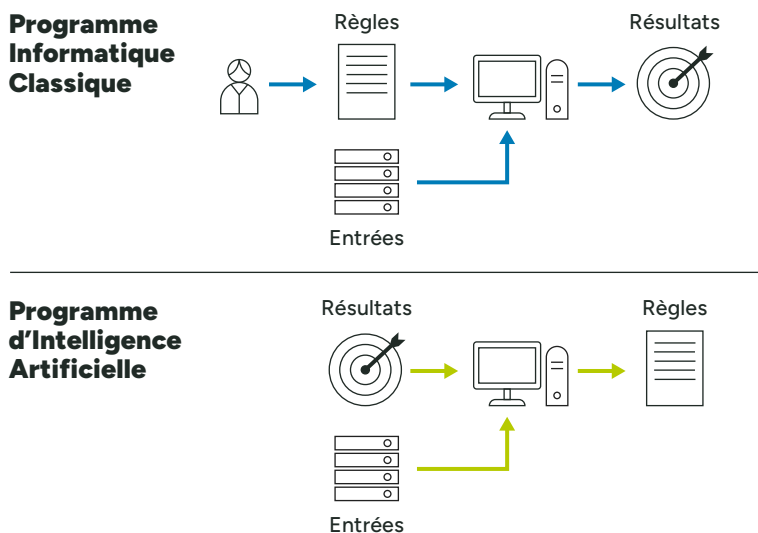 Programme
Informatique
Classique
Règles
Résultats
Entrées
Programme
d’Intelligence
Artificielle
Résultats
Règles
Entrées